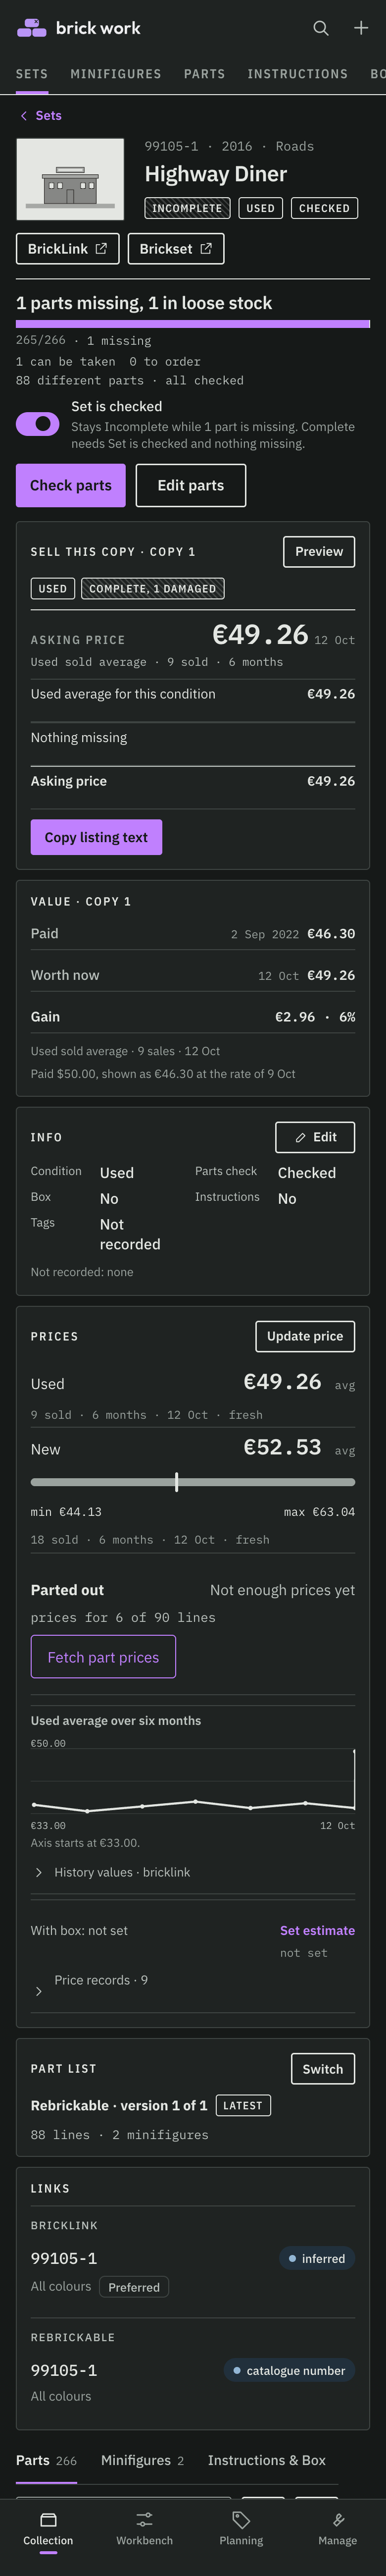 brick work
SETS MINIFIGURES PARTS INSTRUCTIONS BO
Sets
99105-1 · 2016 · Roads
Highway Diner
INCOMPLETE USED CHECKED
BrickLink Brickset
1 parts missing, 1 in loose stock
265/266 · 1 missing
1 can be taken 0 to order
88 different parts · all checked
Set is checked
Stays Incomplete while 1 part is missing. Complete
needs Set is checked and nothing missing.
Check parts Edit parts
SELL THIS COPY · COPY 1 Preview
USED COMPLETE, 1 DAMAGED
ASKING PRICE €49.26 12 Oct
Used sold average · 9 sold · 6 months
Used average for this condition €49.26
Nothing missing
Asking price €49.26
Copy listing text
VALUE · COPY 1
Paid 2 Sep 2022 €46.30
Worth now 12 Oct €49.26
Gain €2.96 · 6%
Used sold average · 9 sales · 12 Oct
Paid $50.00, shown as €46.30 at the rate of 9 Oct
INFO Edit
Condition Used Parts check Checked
Box No Instructions No
Tags Not
recorded
Not recorded: none
PRICES Update price
Used €49.26 avg
9 sold · 6 months · 12 Oct · fresh
New €52.53 avg
min €44.13 max €63.04
18 sold · 6 months · 12 Oct · fresh
Parted out Not enough prices yet
prices for 6 of 90 lines
Fetch part prices
Used average over six months
€50.00
€33.00 12 Oct
Axis starts at €33.00.
History values · bricklink
With box: not set Set estimate
not set
Price records · 9
PART LIST Switch
Rebrickable · version 1 of 1 LATEST
88 lines · 2 minifigures
LINKS
BRICKLINK
99105-1 inferred
All colours Preferred
REBRICKABLE
99105-1 catalogue number
All colours
Parts 266 Minifigures 2 Instructions & Box
Collection Workbench Planning Manage